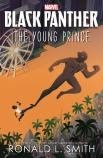 MARVEL
BLACK PANTHER
THE YOUNG PRINCE
RONALD L. SMITH